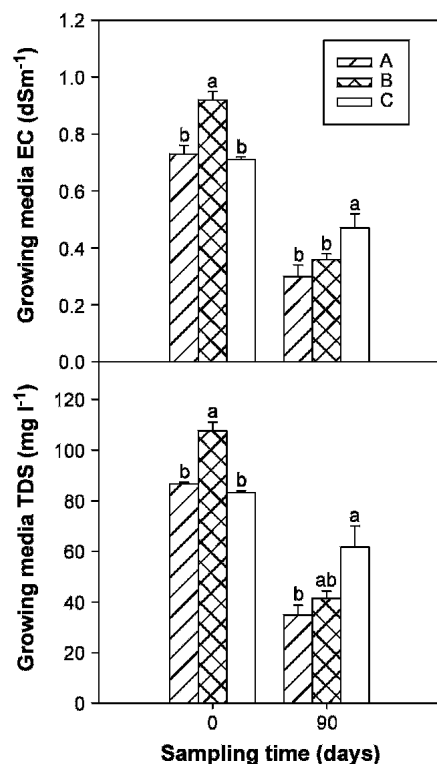 Growing media EC (dSm-1)
1.2
1.0
0.8
0.6
0.4
0.2
0.0
b
a
b
b
b
a
A
B
C
Growing media TDS (mg l-1)
120
100
80
60
40
20
0
b
a
b
b
ab
a
0
90
Sampling time (days)